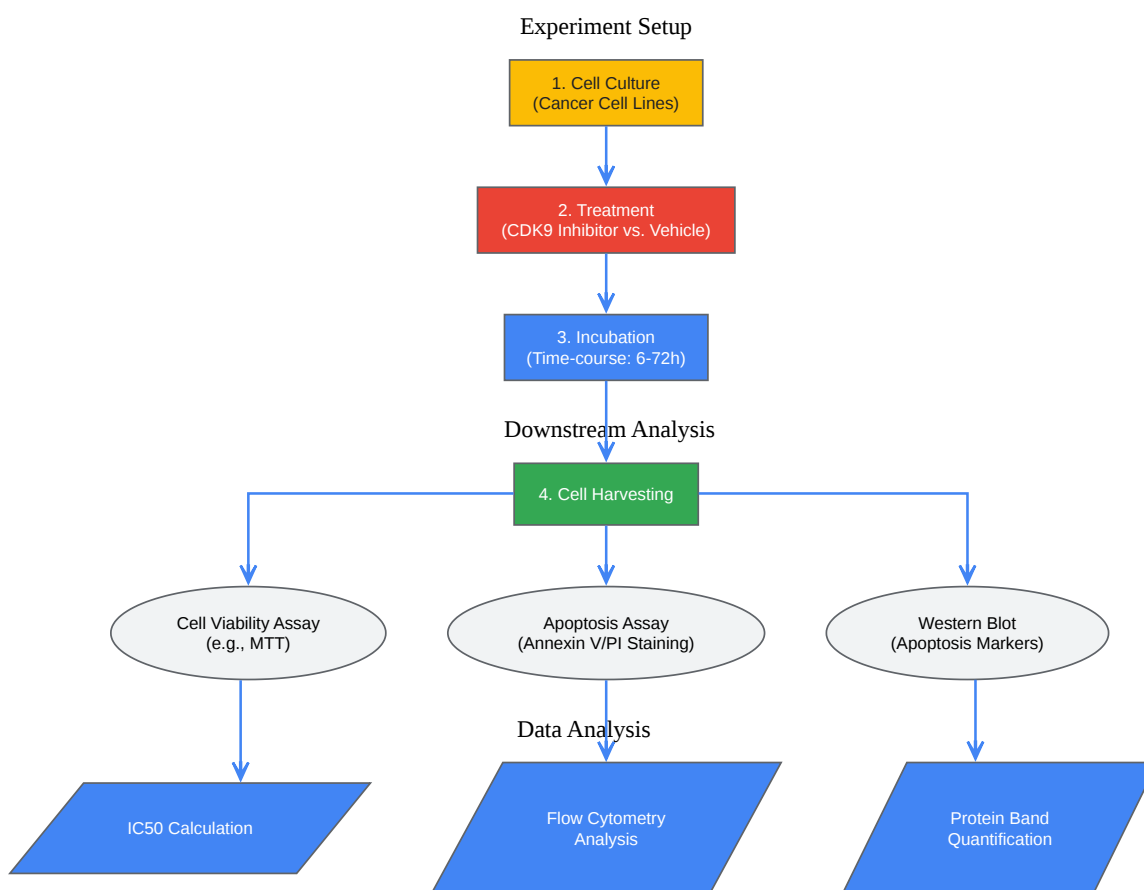 Experiment Setup
1. Cell Culture
(Cancer Cell Lines)
2. Treatment
(CDK9 Inhibitor vs. Vehicle)
3. Incubation
(Time-course: 6-72h)
Downstream Analysis
4. Cell Harvesting
Cell Viability Assay
(e.g., MTT)
Apoptosis Assay
(Annexin V/PI Staining)
Western Blot
(Apoptosis Markers)
Data Analysis
IC50 Calculation
Flow Cytometry
Analysis
Protein Band
Quantification